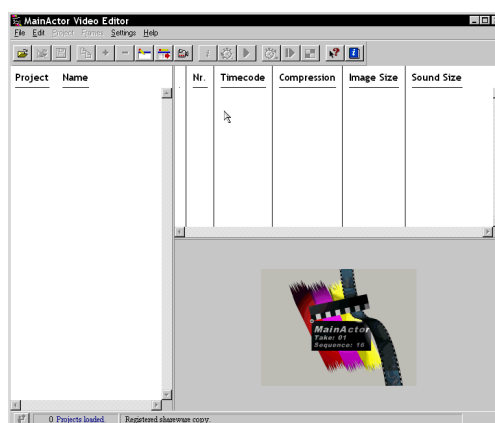 MainActor Video Editor
File Edit Project Frames Settings Help
Project Name
Nr. Timecode Compression Image Size Sound Size
MainActor
Take: 01
Sequence: 16
0 Projects loaded. Registered shareware copy.